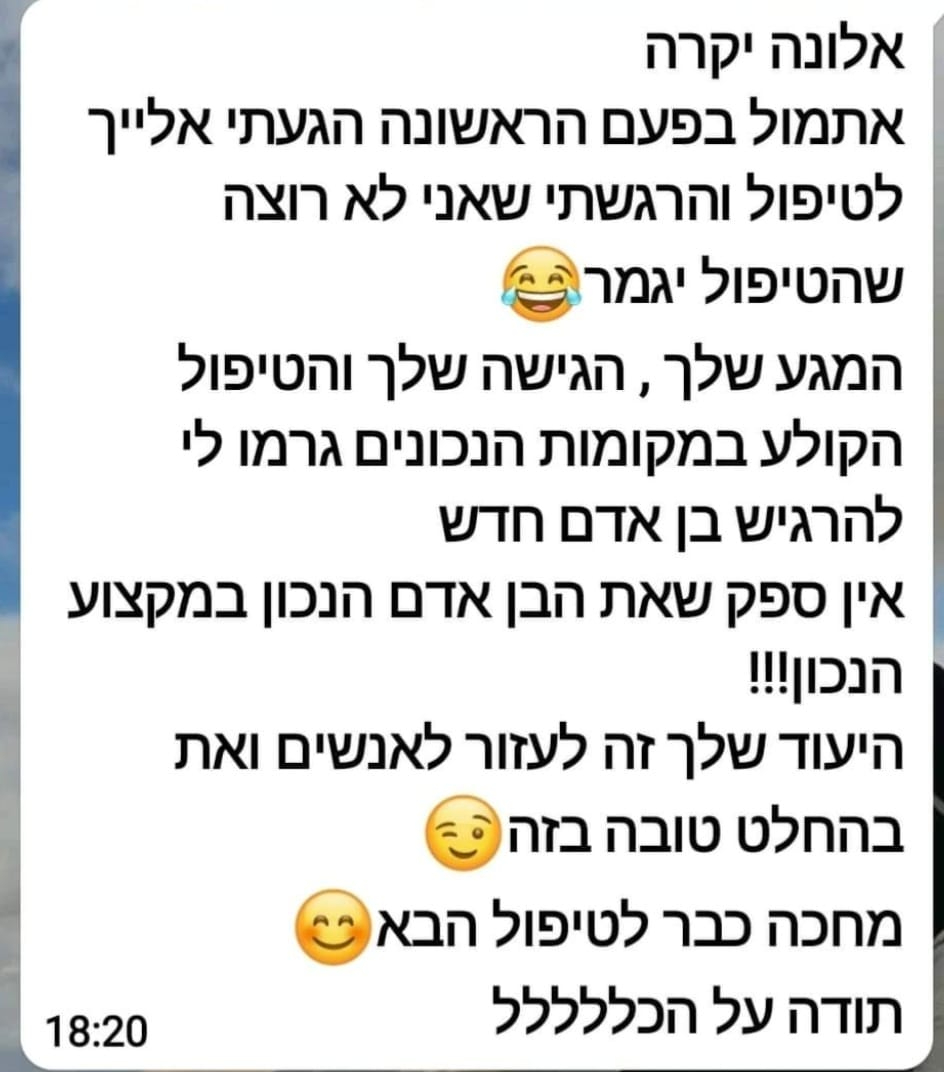 אלונה יקרה
אתמול בפעם הראשונה הגעתי אלייך
לטיפול והרגשתי שאני לא רוצה
שהטיפול יגמר😂
המגע שלך , הגישה שלך והטיפול
הקולע במקומות הנכונים גרמו לי
להרגיש בן אדם חדש
אין ספק שאת הבן אדם הנכון במקצוע
הנכון!!!
היעוד שלך זה לעזור לאנשים ואת
בהחלט טובה בזה😉
מחכה כבר לטיפול הבא😊
תודה על הכלללללל
18:20